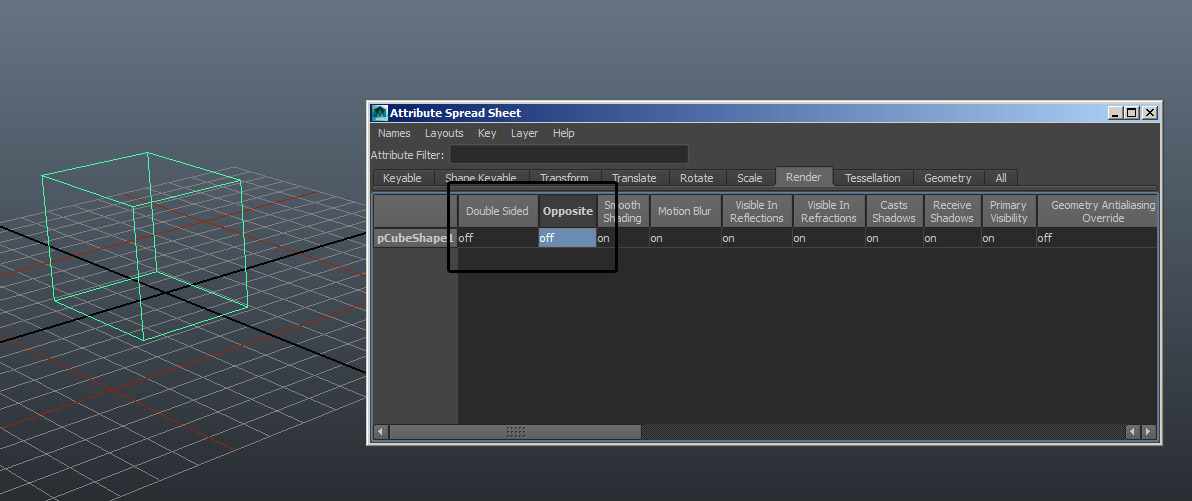 Attribute Spread Sheet
Names Layouts Key Layer Help
Attribute Filter:
Keyable Shape Keyable Transform Translate Rotate Scale Render Tessellation Geometry All
Double Sided Opposite Smooth Shading Motion Blur Visible In Reflections Visible In Refractions Casts Shadows Receive Shadows Primary Visibility Geometry Antialiasing Override
pCubeShape1 off off on on on on on on on off